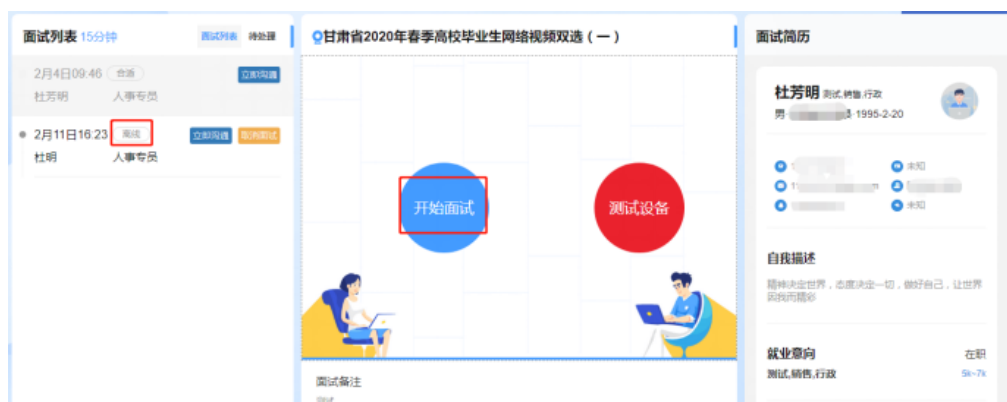 面试列表 15分钟
面试列表 待处理
2月4日09:46 合适 立即沟通
杜芳明 人事专员
2月11日16:23 离线 立即沟通 取消面试
杜明 人事专员
甘肃省2020年春季高校毕业生网络视频双选（一）
开始面试
测试设备
面试备注
测试
面试简历
杜芳明 测试,销售,行政
男· 1995-2-20
未知
未知
自我描述
精神决定世界，态度决定一切，做好自己，让世界
因我而精彩
就业意向 在职
测试,销售,行政 5k~7k